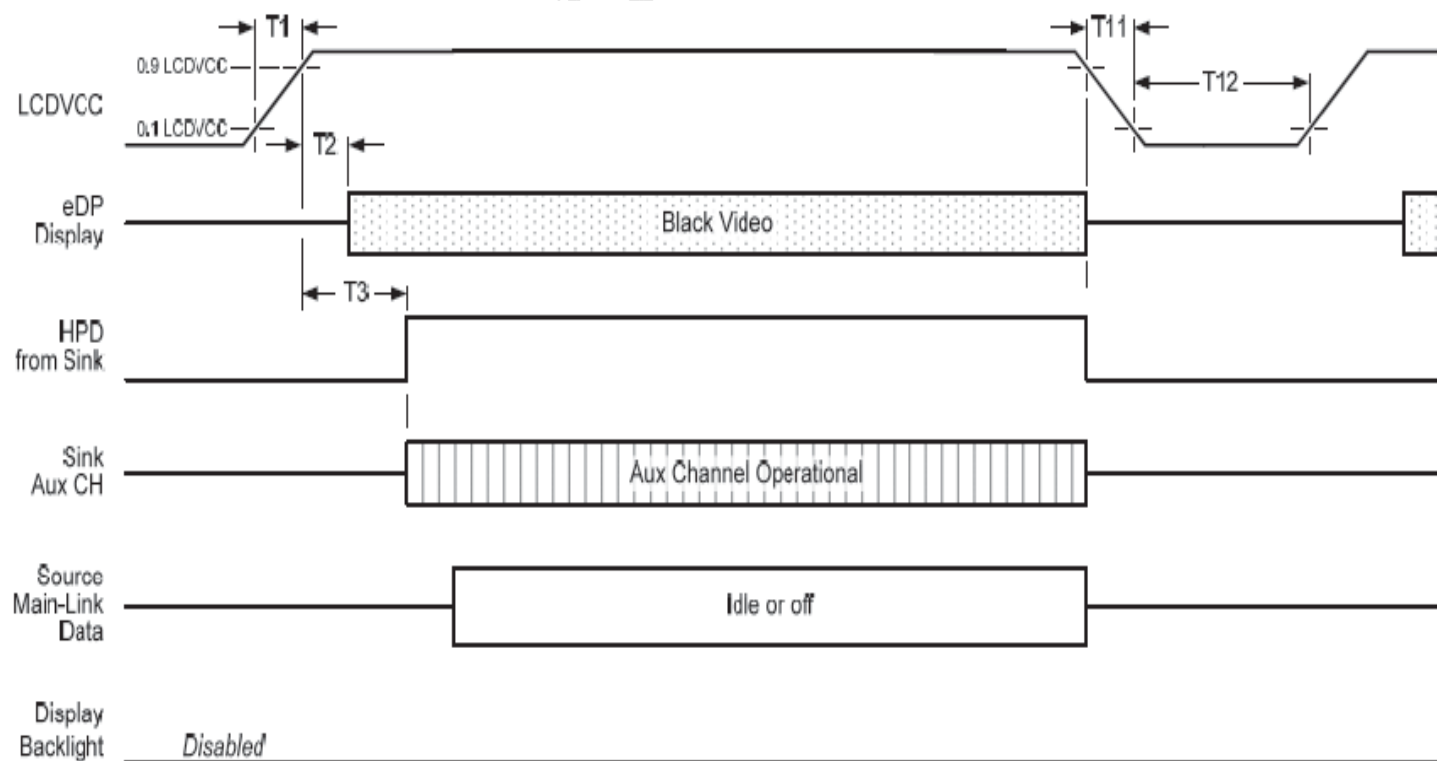 T1
T11
0.9 LCDVCC
LCDVCC
T12
0.1 LCDVCC
T2
eDP
Display
Black Video
T3
HPD
from Sink
Sink
Aux CH
Aux Channel Operational
Source
Main-Link
Data
Idle or off
Display
Backlight
Disabled